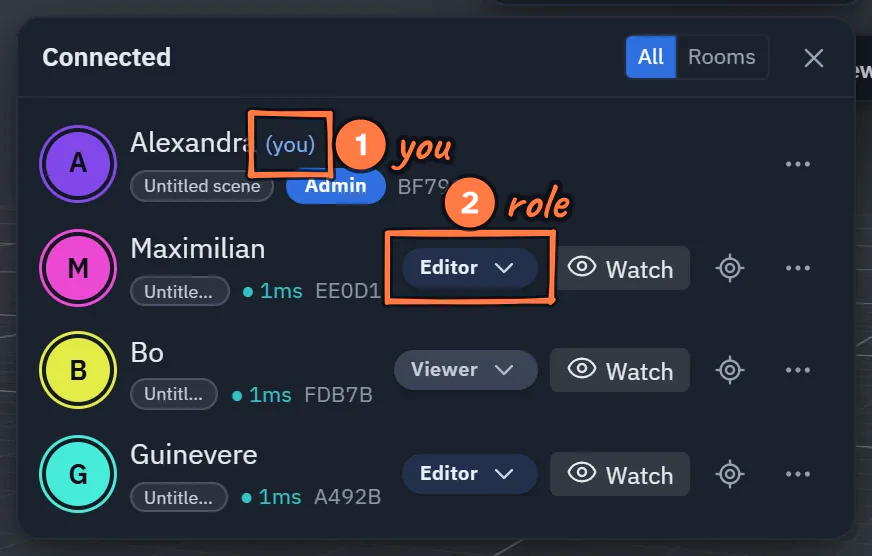 Connected
All Rooms
ew
Alexandra (you) 1 you
Untitled scene Admin BF79
2 role
A
Maximilian
M
Editor Watch
Untitle... 1ms EE0D1
Bo
B
Viewer Watch
Untitl... 1ms FDB7B
Guinevere
G
Editor Watch
Untitle... 1ms A492B